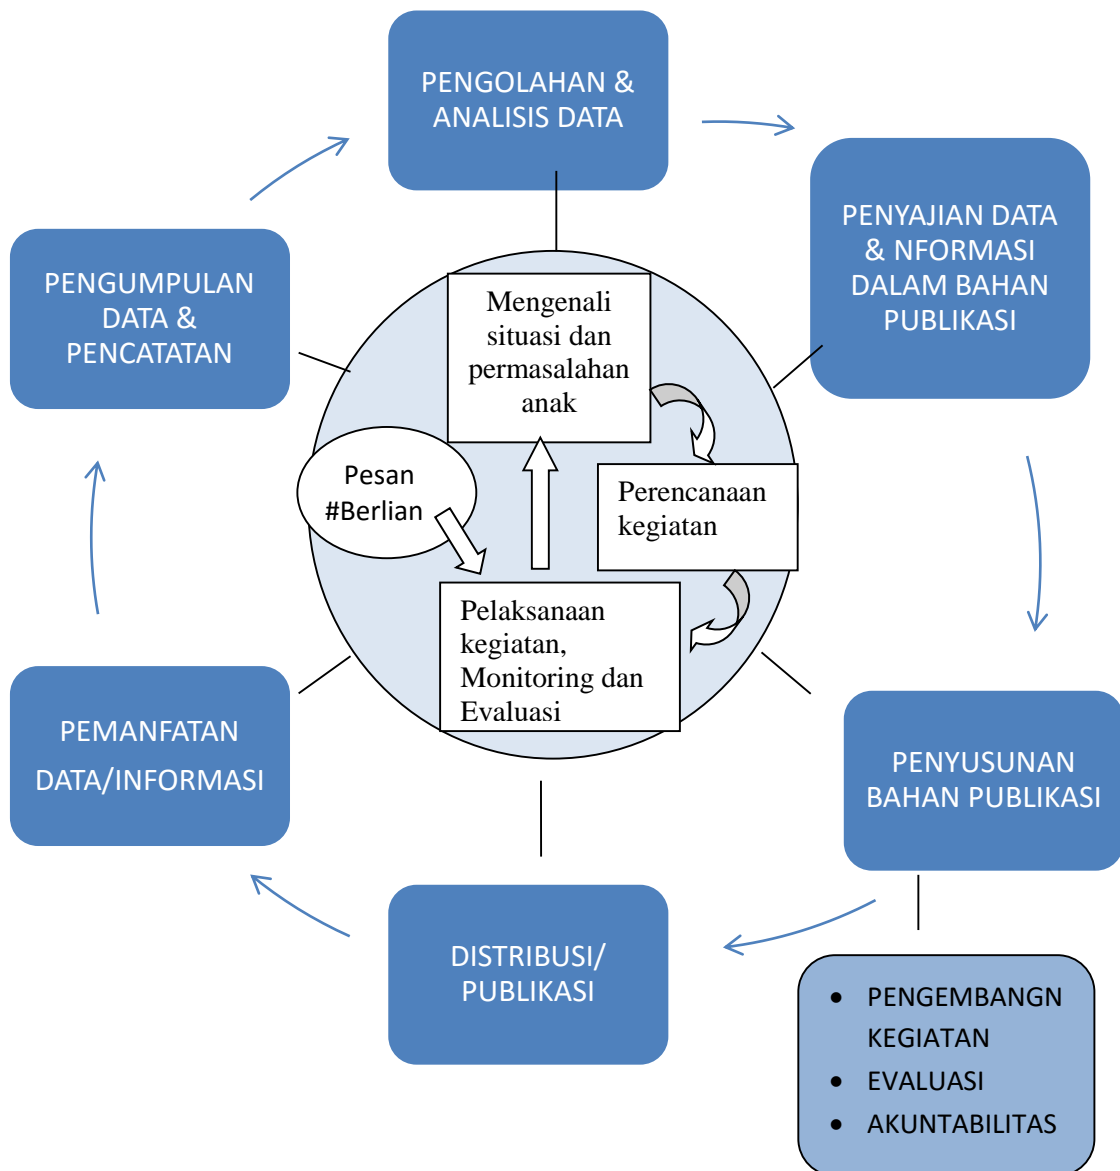 PENGOLAHAN &
ANALISIS DATA
PENYAJIAN DATA
& NFORMASI
DALAM BAHAN
PUBLIKASI
PENGUMPULAN
DATA &
PENCATATAN
Mengenali
situasi dan
permasalahan
anak
Pesan
#Berlian
Perencanaan
kegiatan
Pelaksanaan
kegiatan,
Monitoring dan
Evaluasi
PEMANFATAN
DATA/INFORMASI
PENYUSUNAN
BAHAN PUBLIKASI
DISTRIBUSI/
PUBLIKASI
• PENGEMBANGN
KEGIATAN
• EVALUASI
• AKUNTABILITAS